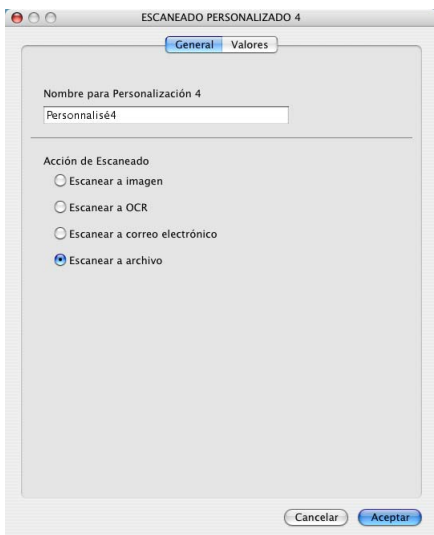 ESCANEADO PERSONALIZADO 4
General Valores
Nombre para Personalización 4
Personnalisé4
Acción de Escaneado
Escanear a imagen
Escanear a OCR
Escanear a correo electrónico
Escanear a archivo
Cancelar Aceptar